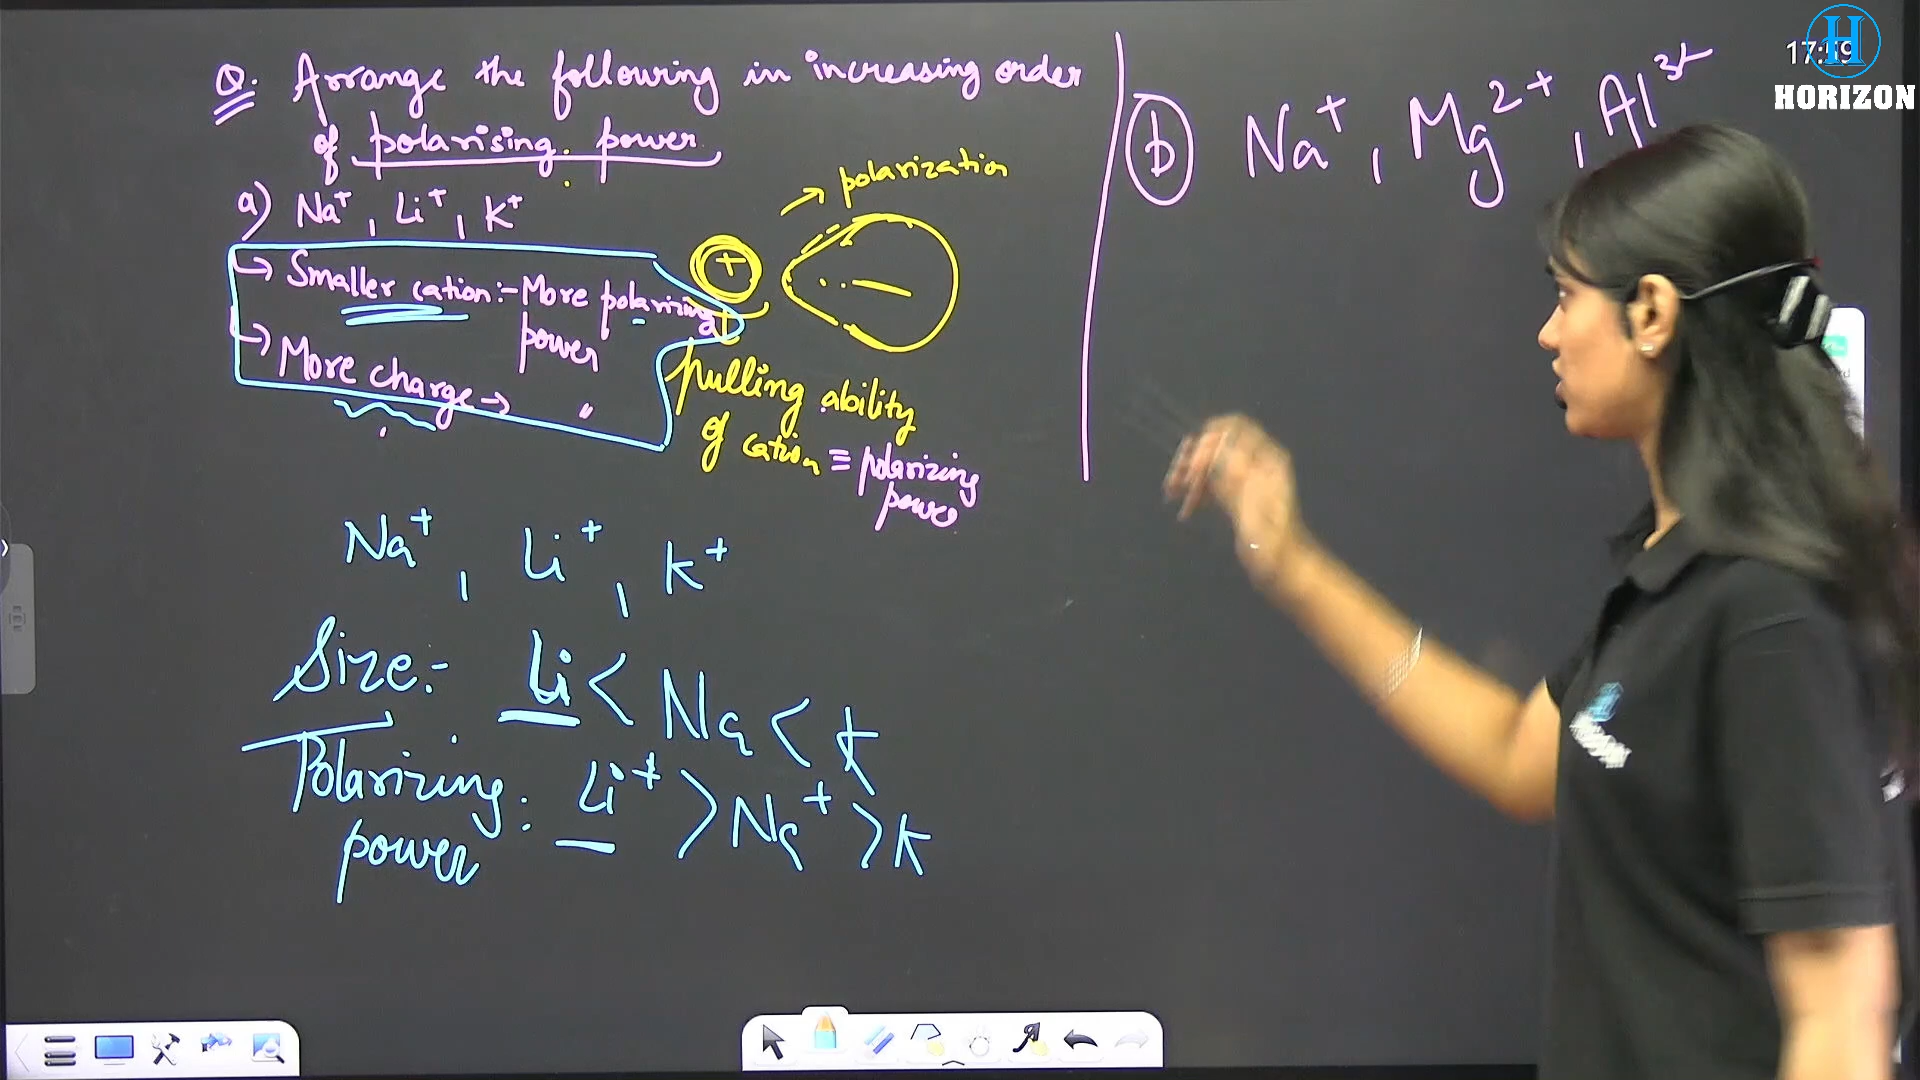 Q. Arrange the following in increasing order
of polarising power
a) Na⁺, Li⁺, K⁺
→ Smaller cation:- More polarizing
power
→ More charge → "
+
→ polarization
pulling ability
of cation ≡ polarizing
power
Na⁺, Li⁺, K⁺
Size:- Li < Na < K
Polarizing power: Li⁺ > Na⁺ > K
b Na⁺, Mg²⁺, Al³⁺
17:59
H
HORIZON